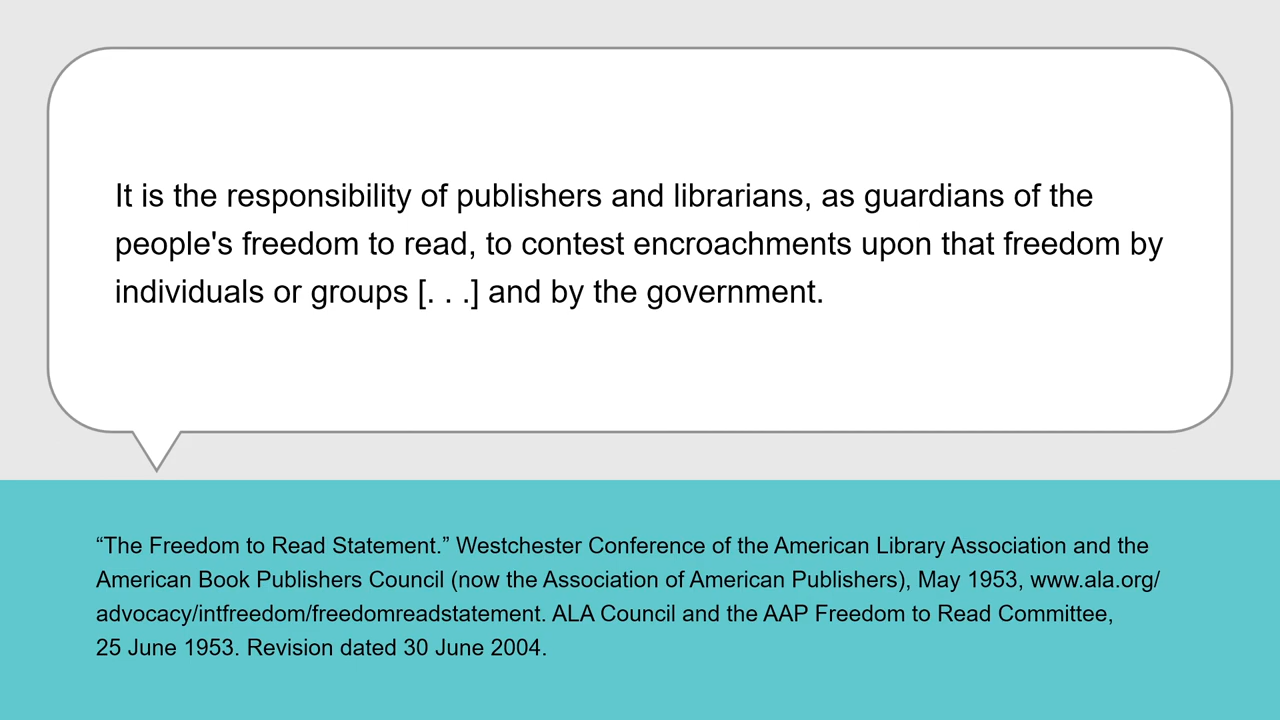 It is the responsibility of publishers and librarians, as guardians of the
people's freedom to read, to contest encroachments upon that freedom by
individuals or groups [. . .] and by the government.
“The Freedom to Read Statement.” Westchester Conference of the American Library Association and the
American Book Publishers Council (now the Association of American Publishers), May 1953, www.ala.org/
advocacy/intfreedom/freedomreadstatement. ALA Council and the AAP Freedom to Read Committee,
25 June 1953. Revision dated 30 June 2004.